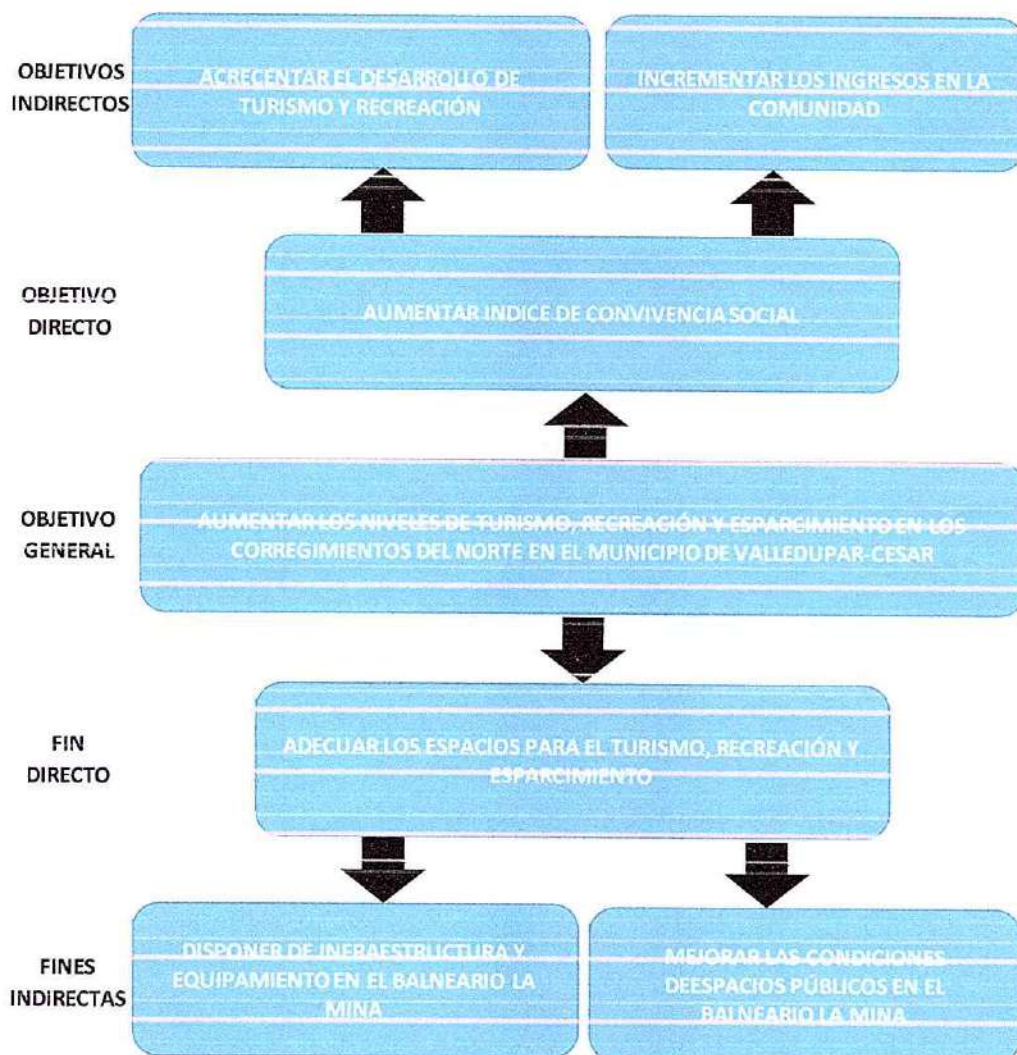 OBJETIVOS
INDIRECTOS
ACRECENTAR EL DESARROLLO DE
TURISMO Y RECREACIÓN
INCREMENTAR LOS INGRESOS EN LA
COMUNIDAD
OBJETIVO
DIRECTO
AUMENTAR INDICE DE CONVIVENCIA SOCIAL
OBJETIVO
GENERAL
AUMENTAR LOS NIVELES DE TURISMO, RECREACIÓN Y ESPARCIMIENTO EN LOS
CORREGIMIENTOS DEL NORTE EN EL MUNICIPIO DE VALLEDUPAR-CESAR
FIN
DIRECTO
ADECUAR LOS ESPACIOS PARA EL TURISMO, RECREACIÓN Y
ESPARCIMIENTO
FINES
INDIRECTAS
DISPONER DE INFRAESTRUCTURA Y
EQUIPAMIENTO EN EL BALNEARIO LA
MINA
MEJORAR LAS CONDICIONES
DEESPACIOS PÚBLICOS EN EL
BALNEARIO LA MINA